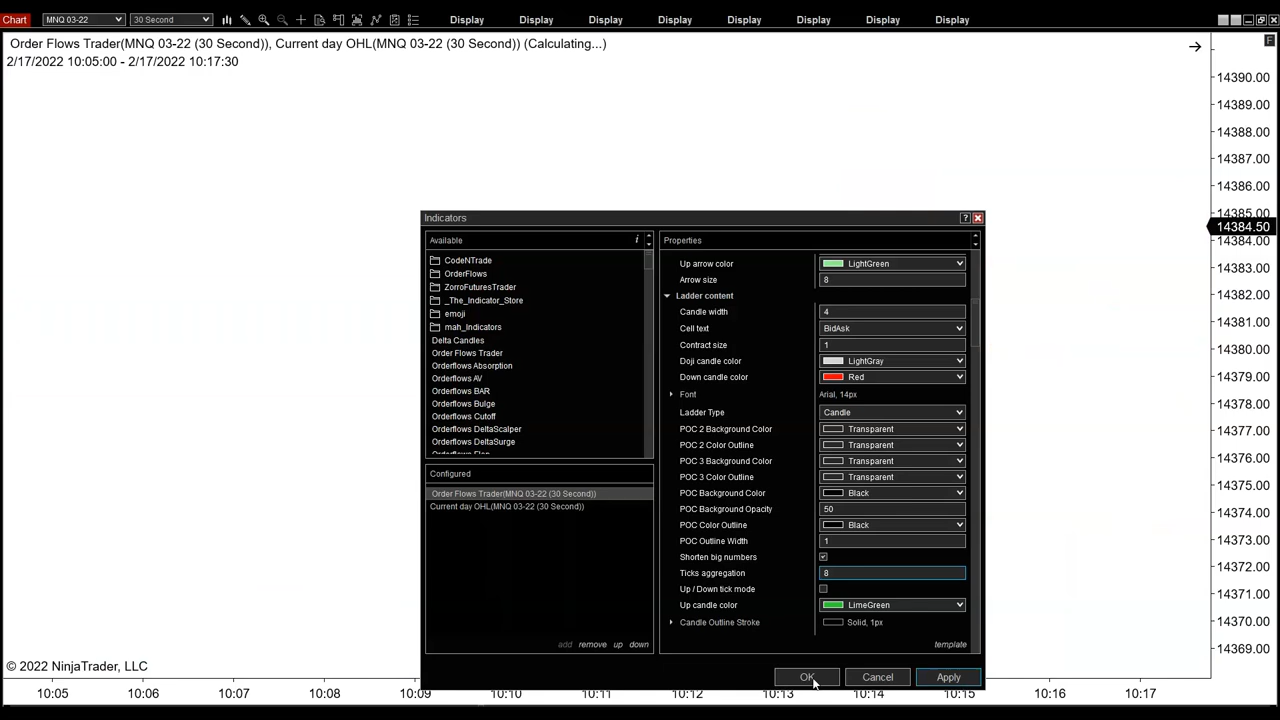 Chart MNQ 03-22 30 Second Display Display Display Display Display Display Display Display
Order Flows Trader(MNQ 03-22 (30 Second)), Current day OHL(MNQ 03-22 (30 Second)) (Calculating...)
F
2/17/2022 10:05:00 - 2/17/2022 10:17:30
14390.00
14389.00
14388.00
14387.00
14386.00
14385.00
14384.50
14384.00
14383.00
14382.00
14381.00
14380.00
14379.00
14378.00
14377.00
14376.00
14375.00
14374.00
14373.00
14372.00
14371.00
14370.00
14369.00
Indicators
Available
CodeNTrade
OrderFlows
ZorroFuturesTrader
_The_Indicator_Store
emoji
mah_Indicators
Delta Candles
Order Flows Trader
Orderflows Absorption
Orderflows AV
Orderflows BAR
Orderflows Bulge
Orderflows Cutoff
Orderflows DeltaScalper
Orderflows DeltaSurge
Configured
Order Flows Trader(MNQ 03-22 (30 Second))
Current day OHL(MNQ 03-22 (30 Second))
add remove up down
Properties
Up arrow color LightGreen
Arrow size 8
Ladder content
Candle width 4
Cell text BidAsk
Contract size 1
Doji candle color LightGray
Down candle color Red
Font Arial, 14px
Ladder Type Candle
POC 2 Background Color Transparent
POC 2 Color Outline Transparent
POC 3 Background Color Transparent
POC 3 Color Outline Transparent
POC Background Color Black
POC Background Opacity 50
POC Color Outline Black
POC Outline Width 1
Shorten big numbers
Ticks aggregation 8
Up / Down tick mode
Up candle color LimeGreen
Candle Outline Stroke Solid, 1px
template
OK Cancel Apply
© 2022 NinjaTrader, LLC
10:05 10:06 10:07 10:08 10:09 10:10 10:11 10:12 10:13 10:14 10:15 10:16 10:17